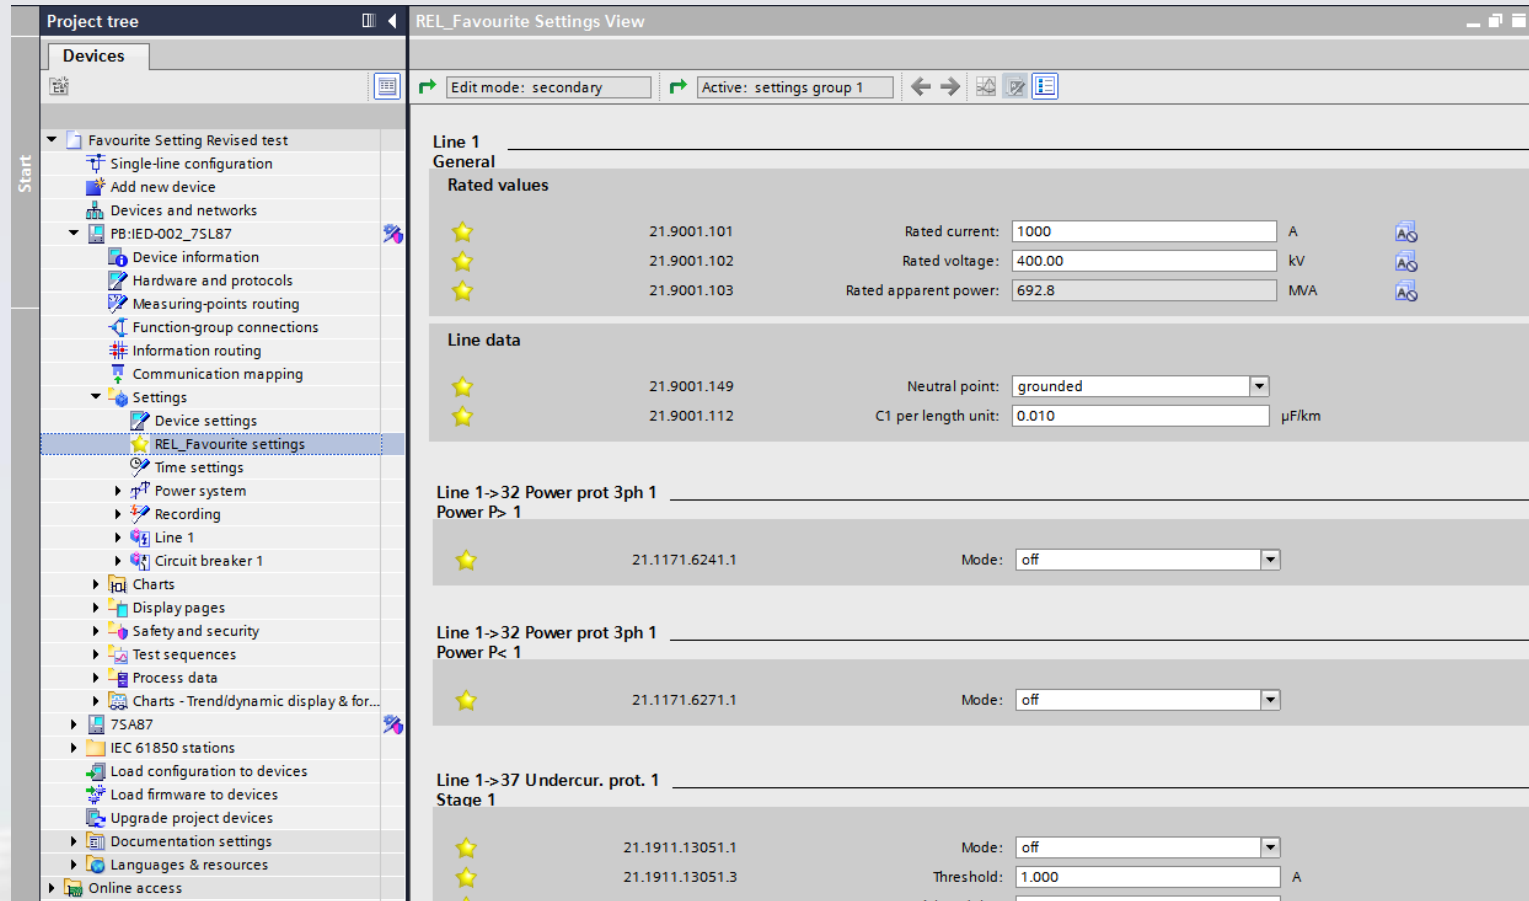 Project tree
REL_Favourite Settings View
Devices
Start
Edit mode: secondary
Active: settings group 1
Favourite Setting Revised test
Single-line configuration
Add new device
Devices and networks
PB:IED-002_7SL87
Device information
Hardware and protocols
Measuring-points routing
Function-group connections
Information routing
Communication mapping
Settings
Device settings
REL_Favourite settings
Time settings
Power system
Recording
Line 1
Circuit breaker 1
Charts
Display pages
Safety and security
Test sequences
Process data
Charts - Trend/dynamic display & for...
7SA87
IEC 61850 stations
Load configuration to devices
Load firmware to devices
Upgrade project devices
Documentation settings
Languages & resources
Online access
Line 1
General
Rated values
21.9001.101 Rated current: 1000 A
21.9001.102 Rated voltage: 400.00 kV
21.9001.103 Rated apparent power: 692.8 MVA
Line data
21.9001.149 Neutral point: grounded
21.9001.112 C1 per length unit: 0.010 µF/km
Line 1->32 Power prot 3ph 1
Power P> 1
21.1171.6241.1 Mode: off
Line 1->32 Power prot 3ph 1
Power P< 1
21.1171.6271.1 Mode: off
Line 1->37 Undercur. prot. 1
Stage 1
21.1911.13051.1 Mode: off
21.1911.13051.3 Threshold: 1.000 A